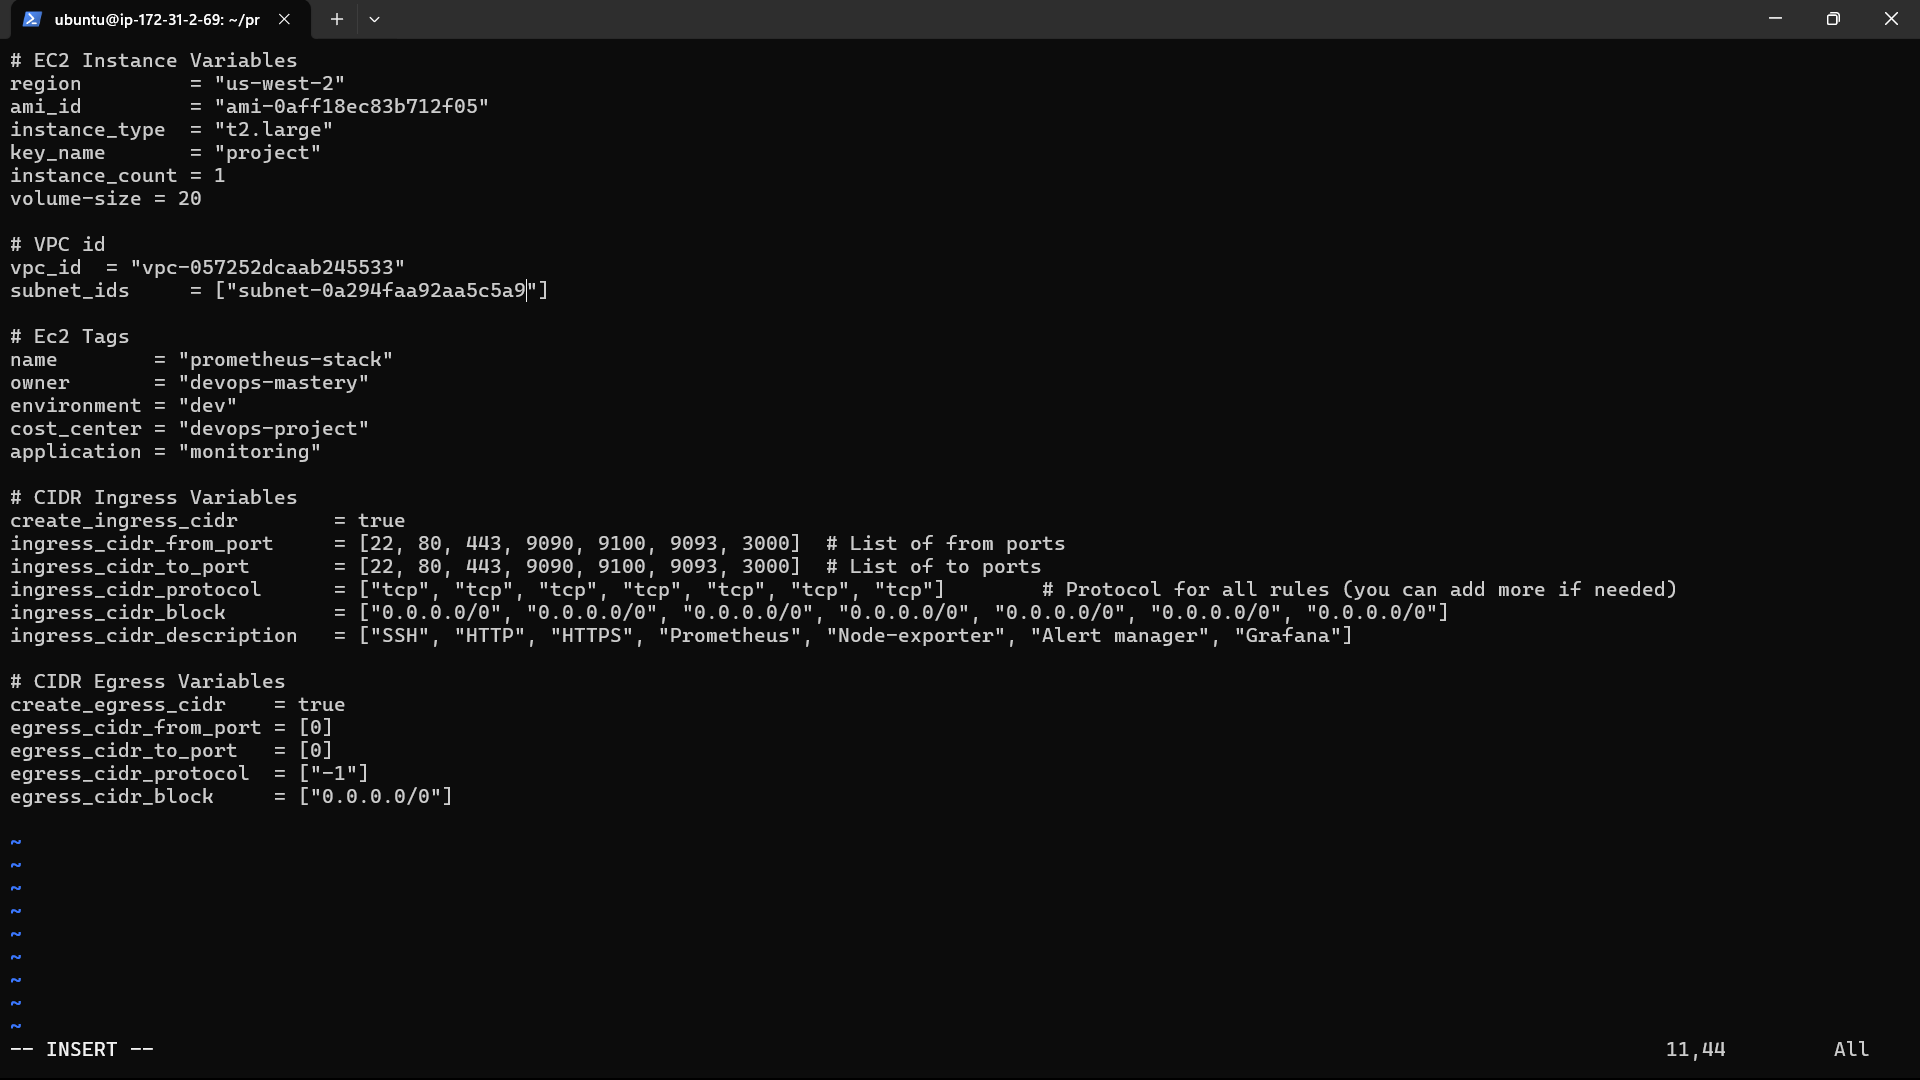 ubuntu@ip-172-31-2-69: ~/pr
# EC2 Instance Variables
region         = "us-west-2"
ami_id         = "ami-0aff18ec83b712f05"
instance_type  = "t2.large"
key_name       = "project"
instance_count = 1
volume-size = 20
# VPC id
vpc_id  = "vpc-057252dcaab245533"
subnet_ids     = ["subnet-0a294faa92aa5c5a9"]
# Ec2 Tags
name        = "prometheus-stack"
owner       = "devops-mastery"
environment = "dev"
cost_center = "devops-project"
application = "monitoring"
# CIDR Ingress Variables
create_ingress_cidr        = true
ingress_cidr_from_port     = [22, 80, 443, 9090, 9100, 9093, 3000]  # List of from ports
ingress_cidr_to_port       = [22, 80, 443, 9090, 9100, 9093, 3000]  # List of to ports
ingress_cidr_protocol      = ["tcp", "tcp", "tcp", "tcp", "tcp", "tcp", "tcp"]        # Protocol for all rules (you can add more if needed)
ingress_cidr_block         = ["0.0.0.0/0", "0.0.0.0/0", "0.0.0.0/0", "0.0.0.0/0", "0.0.0.0/0", "0.0.0.0/0", "0.0.0.0/0"]
ingress_cidr_description   = ["SSH", "HTTP", "HTTPS", "Prometheus", "Node-exporter", "Alert manager", "Grafana"]
# CIDR Egress Variables
create_egress_cidr    = true
egress_cidr_from_port = [0]
egress_cidr_to_port   = [0]
egress_cidr_protocol  = ["-1"]
egress_cidr_block     = ["0.0.0.0/0"]
~
~
~
~
~
~
~
~
~
-- INSERT --                    11,44         All